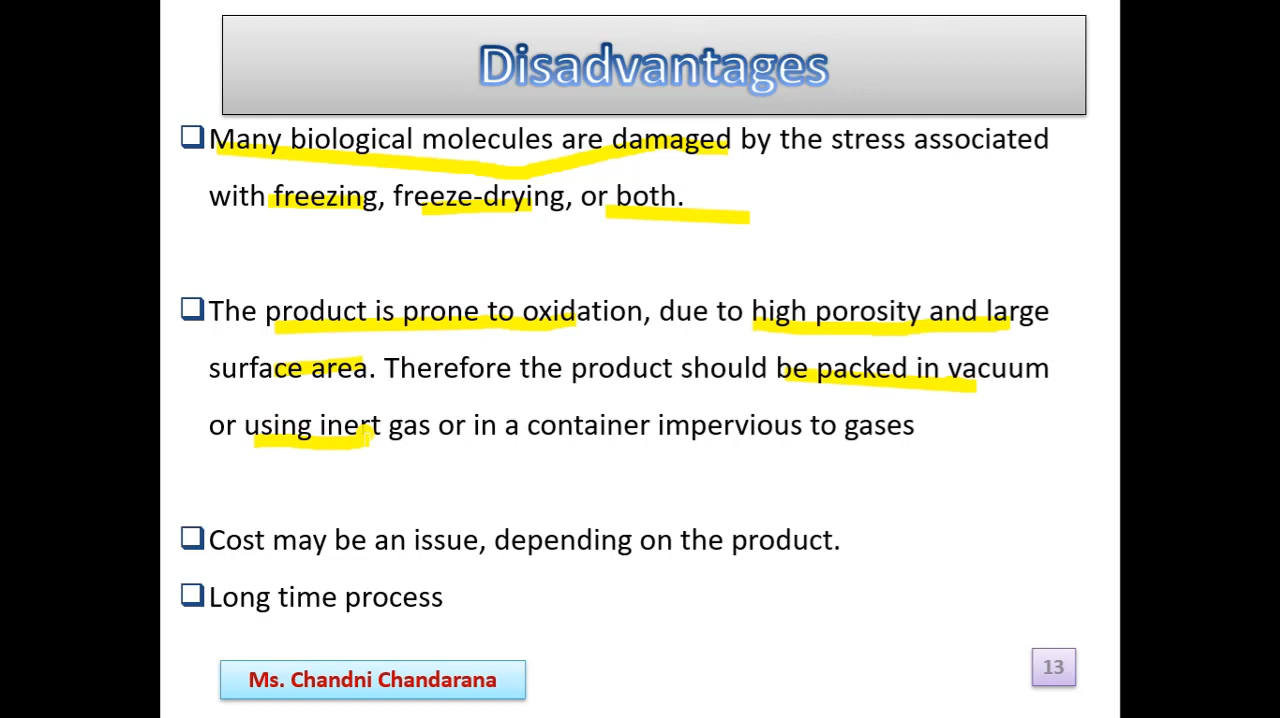 Disadvantages
Many biological molecules are damaged by the stress associated
with freezing, freeze-drying, or both.
The product is prone to oxidation, due to high porosity and large
surface area. Therefore the product should be packed in vacuum
or using inert gas or in a container impervious to gases
Cost may be an issue, depending on the product.
Long time process
Ms. Chandni Chandarana
13